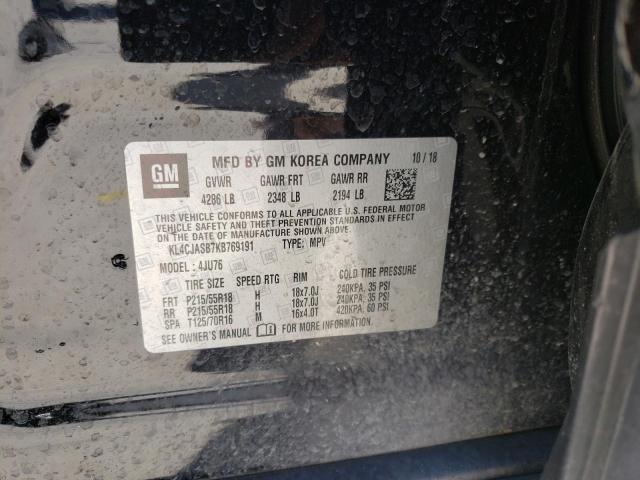 GM MFD BY GM KOREA COMPANY 10 / 18
GVWR GAWR FRT GAWR RR
4286 LB 2348 LB 2194 LB
THIS VEHICLE CONFORMS TO ALL APPLICABLE U.S. FEDERAL MOTOR
VEHICLE SAFETY AND THEFT PREVENTION STANDARDS IN EFFECT
ON THE DATE OF MANUFACTURE SHOWN ABOVE.
KL4CJASB7KB769191 TYPE: MPV
MODEL: 4JU76
TIRE SIZE SPEED RTG RIM COLD TIRE PRESSURE
FRT P215/55R18 H 18x7.0J 240KPA, 35 PSI
RR P215/55R18 H 18x7.0J 240KPA, 35 PSI
SPA T125/70R16 M 16x4.0T 420KPA, 60 PSI
SEE OWNER'S MANUAL FOR MORE INFORMATION.